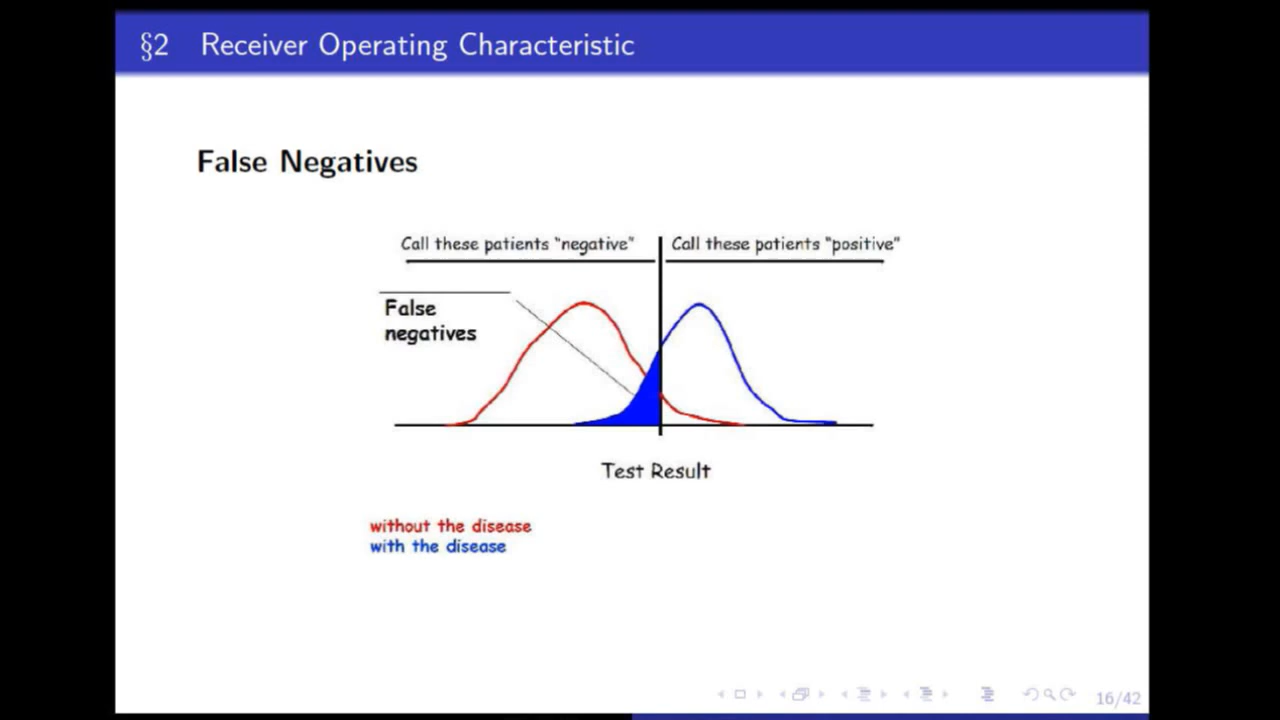 §2 Receiver Operating Characteristic
False Negatives
Call these patients "negative" Call these patients "positive"
False
negatives
Test Result
without the disease
with the disease
16/42